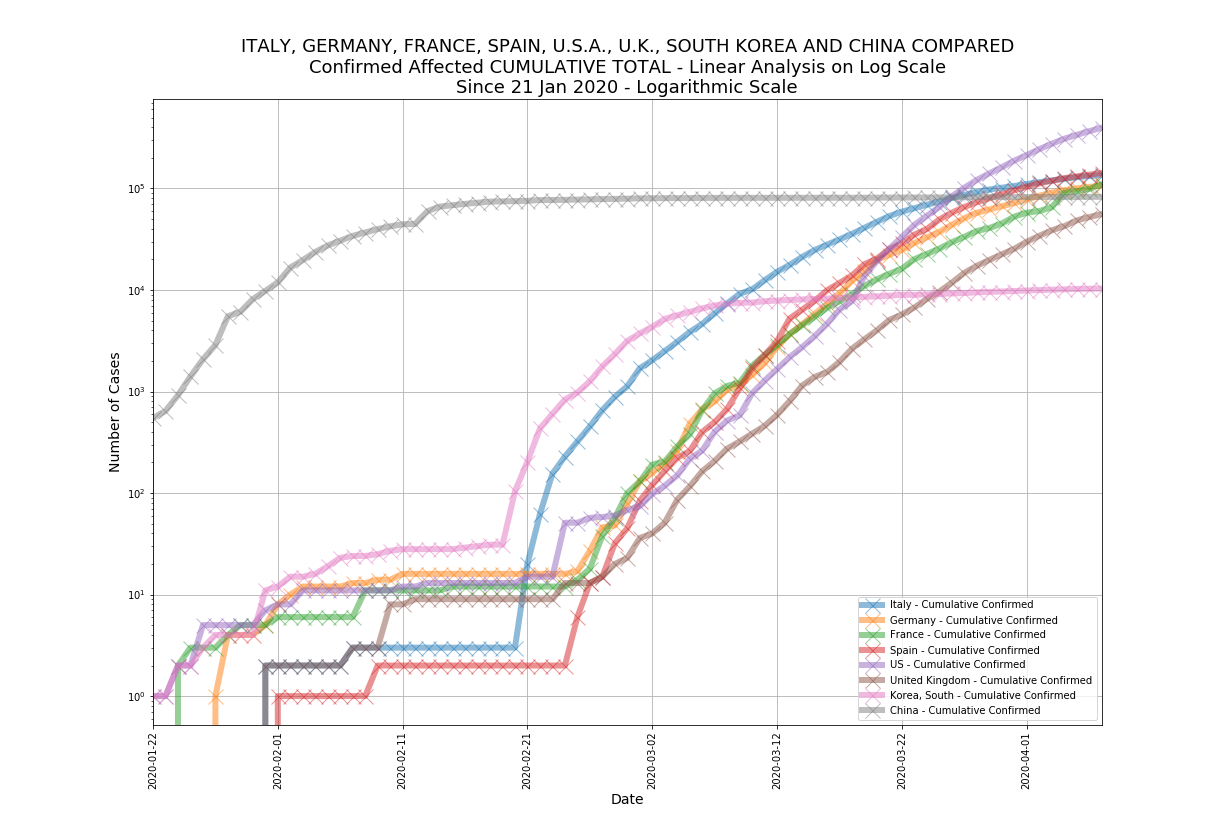 ITALY, GERMANY, FRANCE, SPAIN, U.S.A., U.K., SOUTH KOREA AND CHINA COMPARED
Confirmed Affected CUMULATIVE TOTAL - Linear Analysis on Log Scale
Since 21 Jan 2020 - Logarithmic Scale
Number of Cases
10⁵
10⁴
10³
10²
10¹
10⁰
Italy - Cumulative Confirmed
Germany - Cumulative Confirmed
France - Cumulative Confirmed
Spain - Cumulative Confirmed
US - Cumulative Confirmed
United Kingdom - Cumulative Confirmed
Korea, South - Cumulative Confirmed
China - Cumulative Confirmed
2020-01-22
2020-02-01
2020-02-11
2020-02-21
2020-03-02
2020-03-12
2020-03-22
2020-04-01
Date